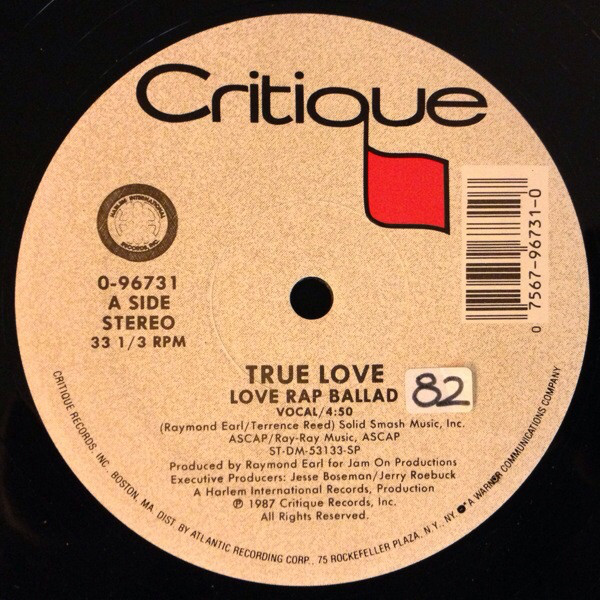 Critique
HARLEM INTERNATIONAL
RECORDS, INC.
0-96731
A SIDE
STEREO
33 1/3 RPM
0 7567-96731-0
TRUE LOVE
LOVE RAP BALLAD
82
VOCAL/4:50
(Raymond Earl/Terrence Reed) Solid Smash Music, Inc.
ASCAP/Ray-Ray Music, ASCAP
ST-DM-53133-SP
Produced by Raymond Earl for Jam On Productions
Executive Producers: Jesse Boseman/Jerry Roebuck
A Harlem International Records, Production
℗ 1987 Critique Records, Inc.
All Rights Reserved.
CRITIQUE RECORDS, INC. BOSTON, MA. DIST. BY ATLANTIC RECORDING CORP., 75 ROCKEFELLER PLAZA, N.Y., NY. A WARNER COMMUNICATIONS COMPANY